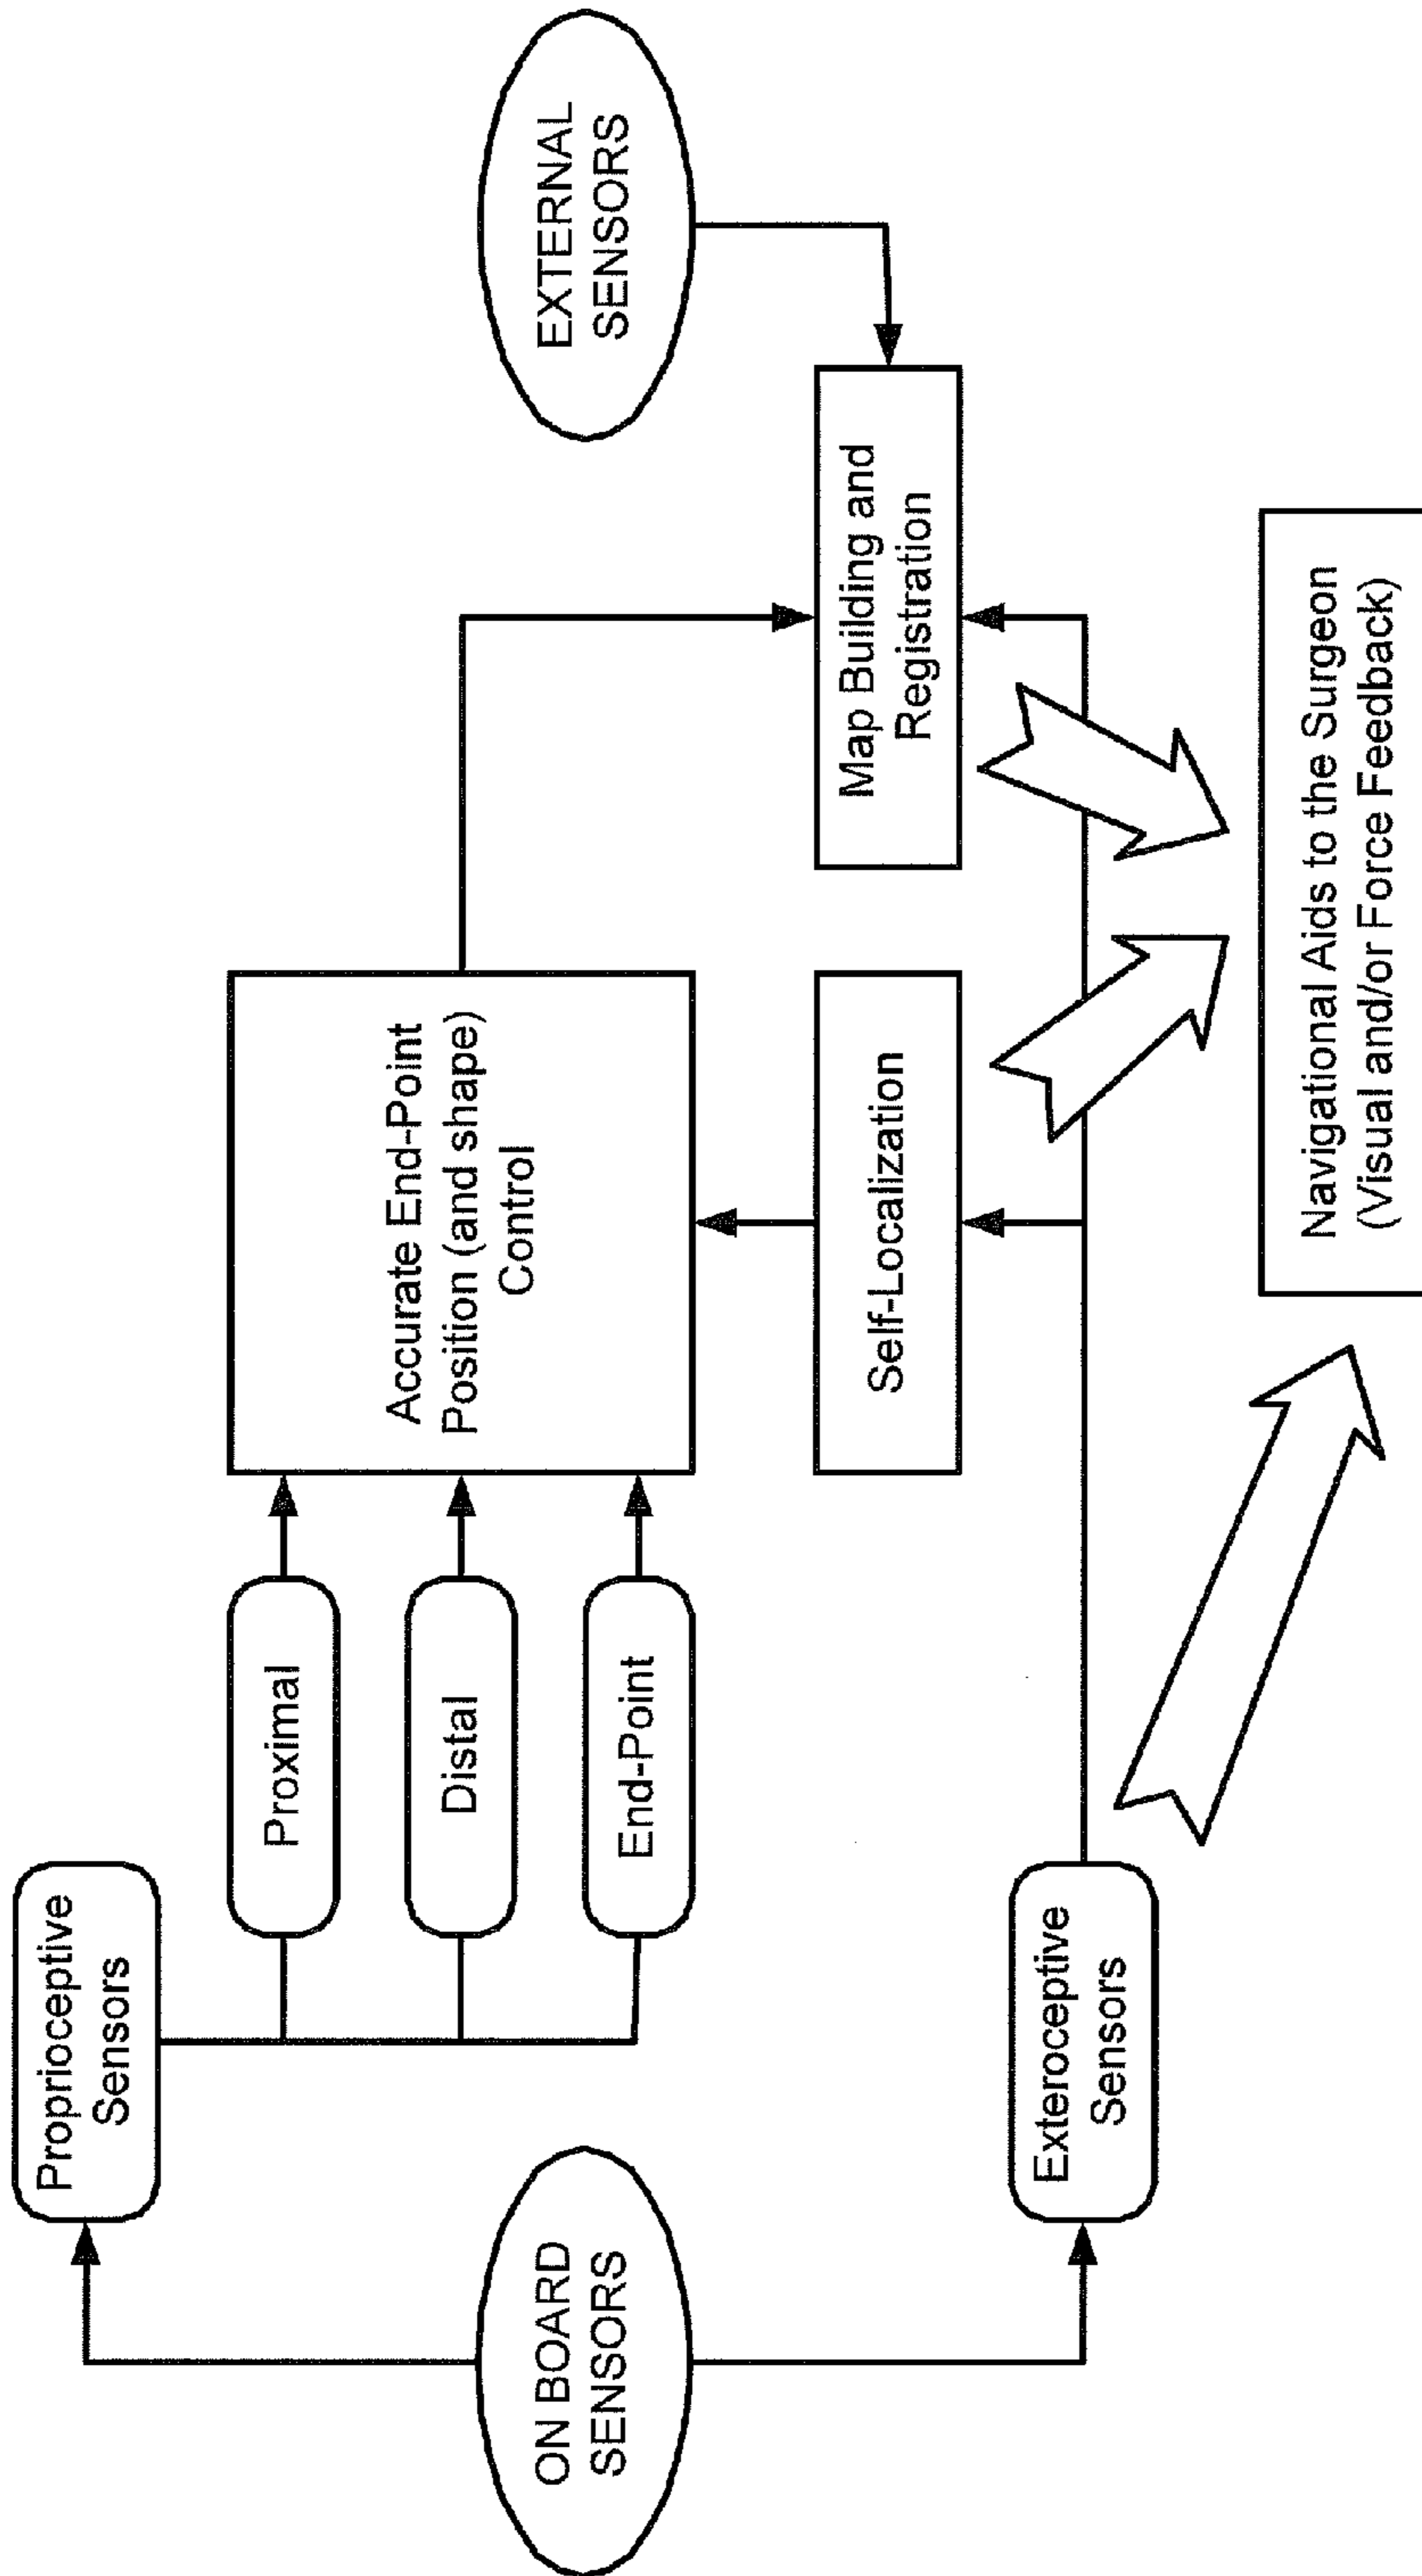 Proprioceptive
Sensors
ON BOARD
SENSORS
Exteroceptive
Sensors
Proximal
Distal
End-Point
Accurate End-Point
Position (and shape)
Control
Self-Localization
Map Building and
Registration
EXTERNAL
SENSORS
Navigational Aids to the Surgeon
(Visual and/or Force Feedback)